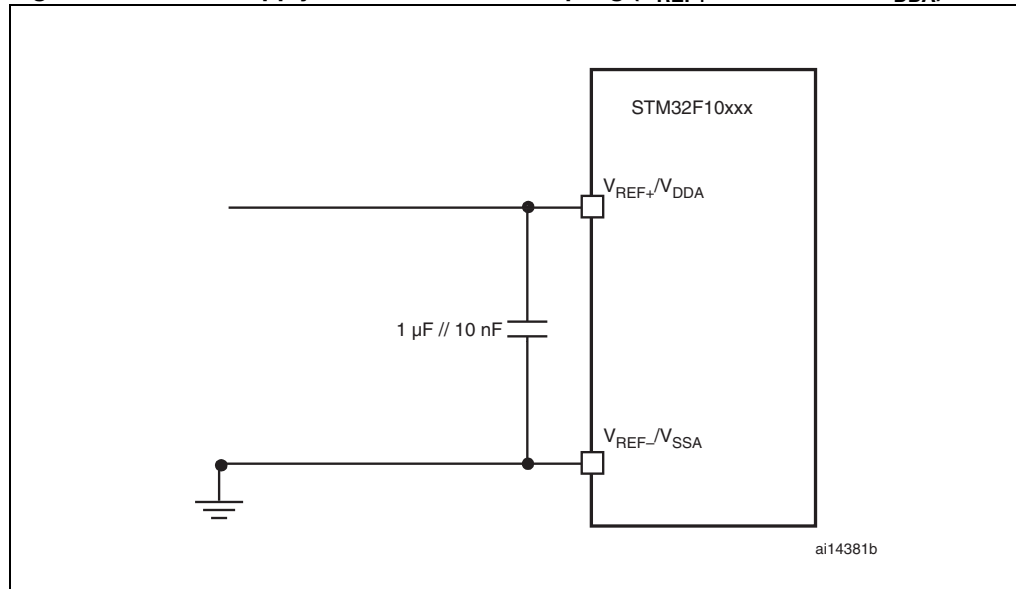 STM32F10xxx
VREF+/VDDA
1 µF // 10 nF
VREF–/VSSA
ai14381b